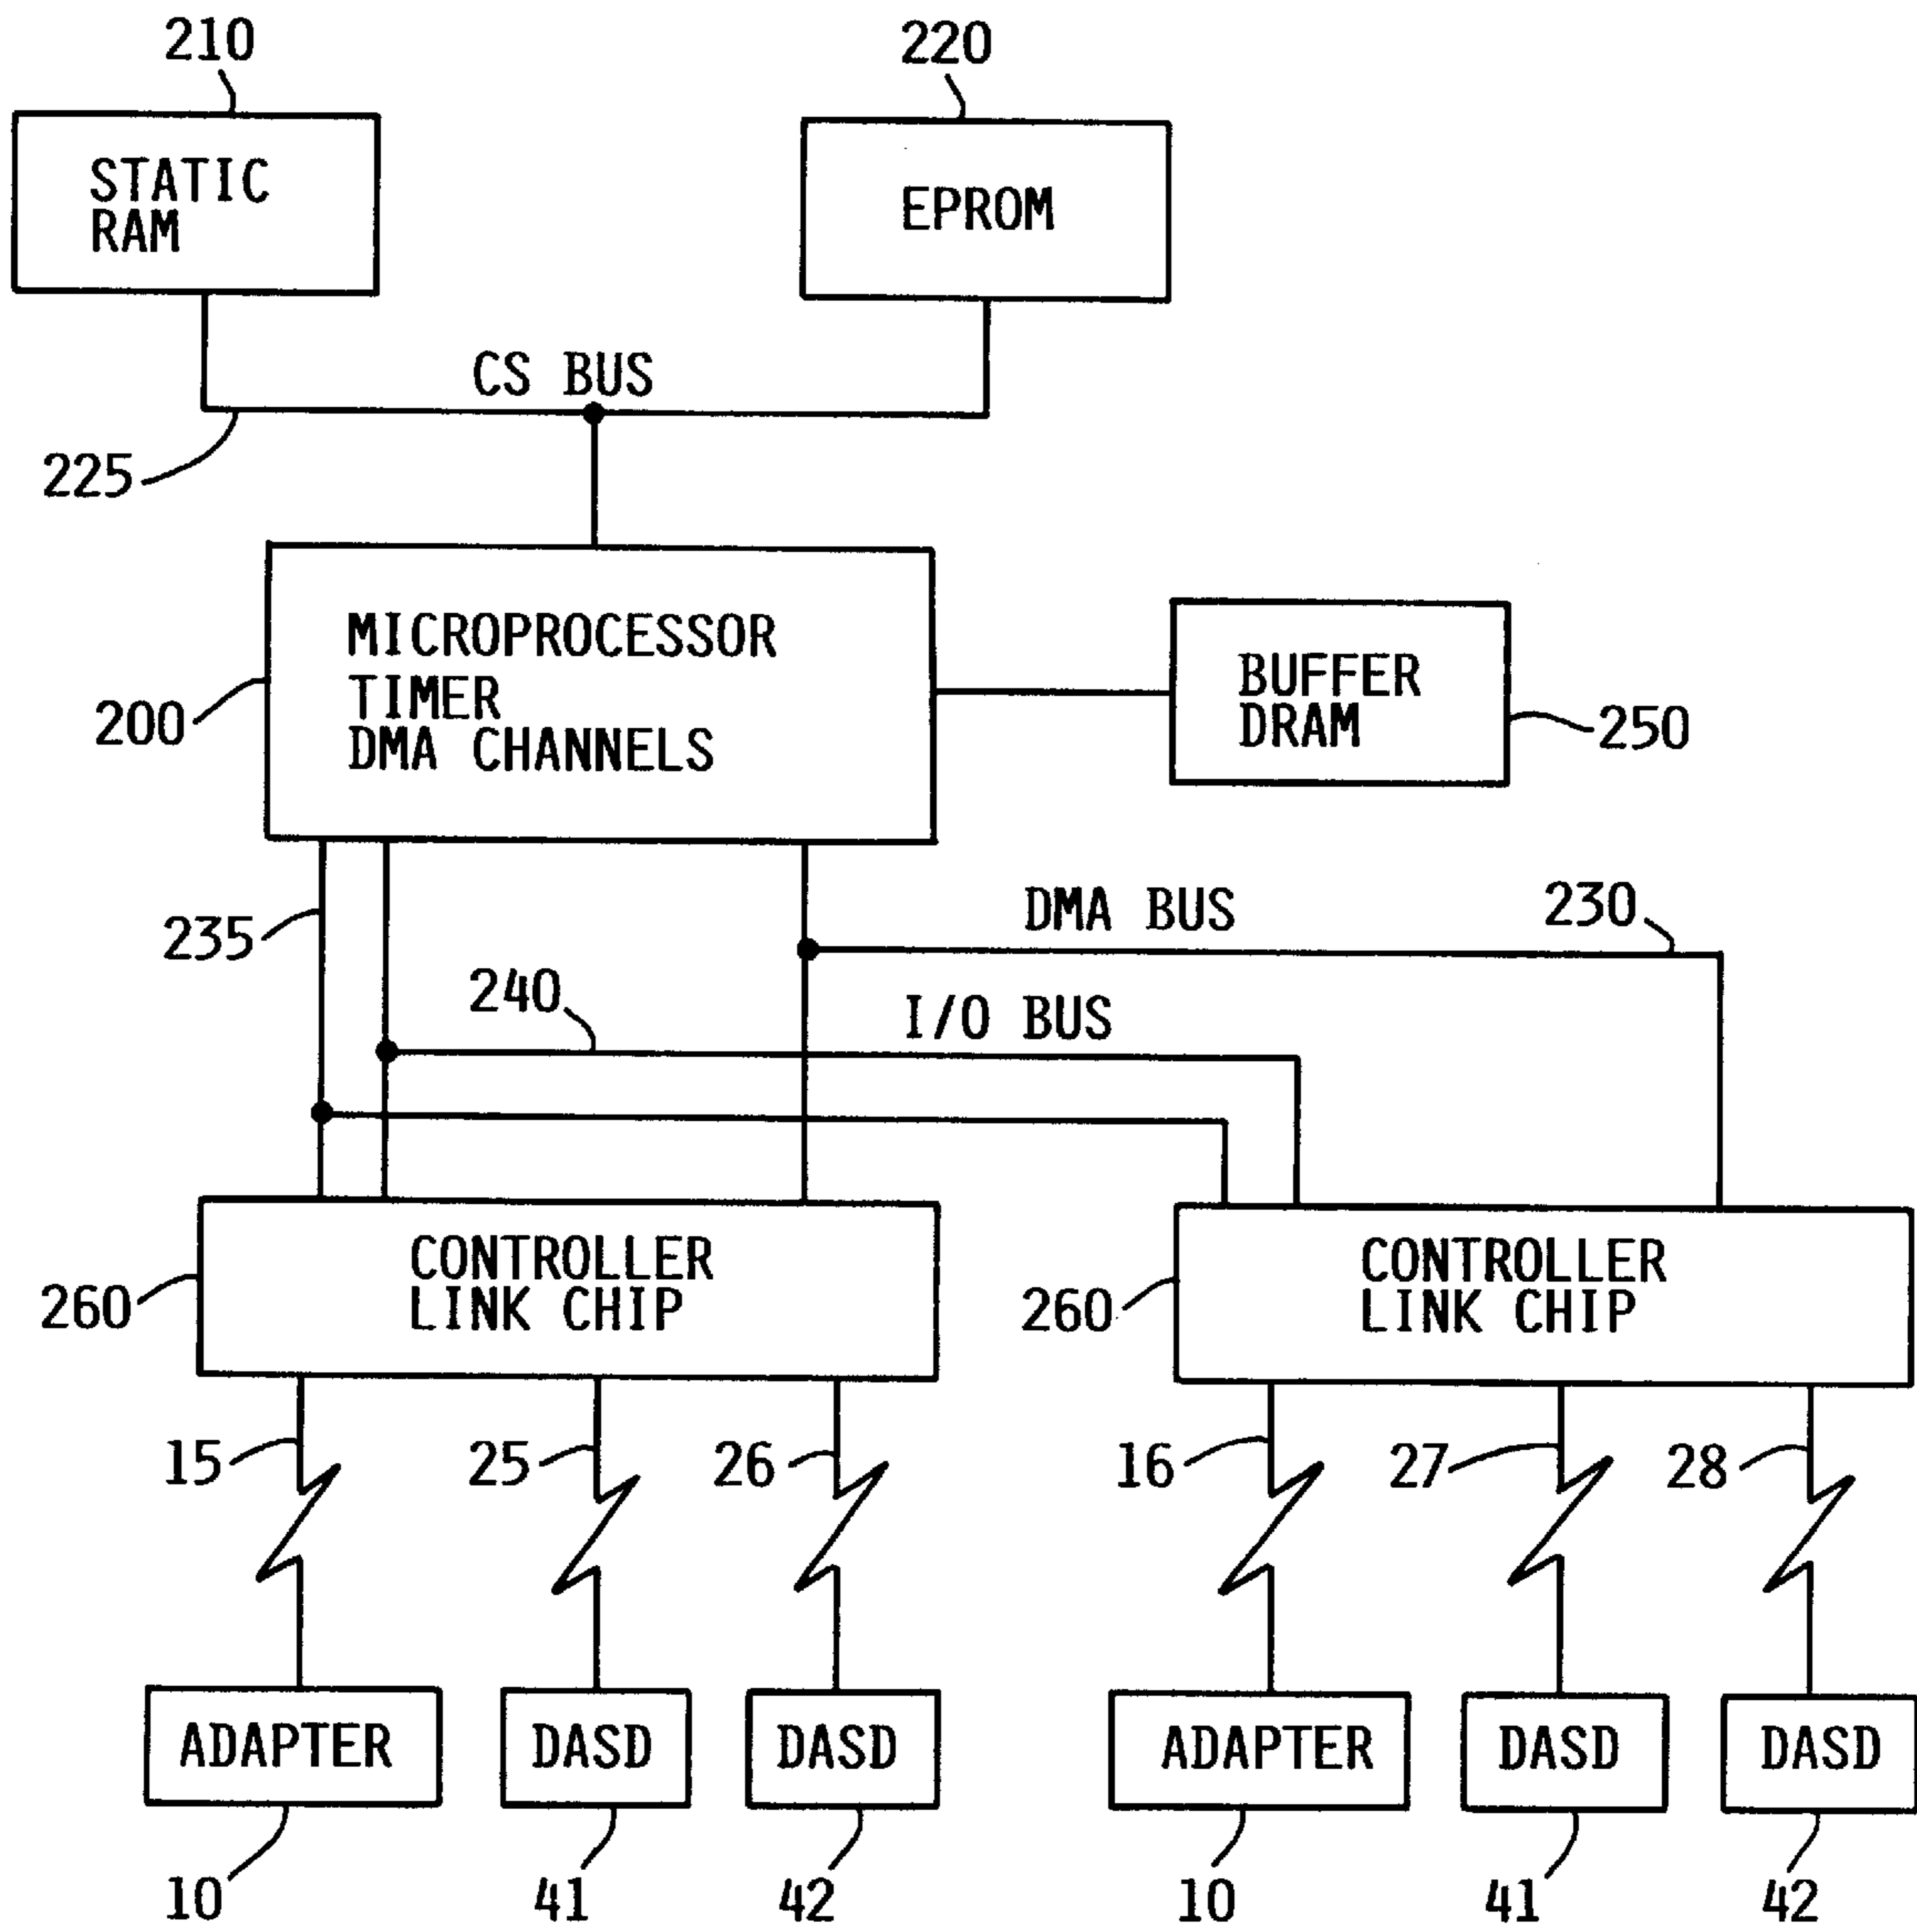 210
220
STATIC
RAM
EPROM
CS BUS
225
MICROPROCESSOR
TIMER
DMA CHANNELS
200
BUFFER
DRAM
250
235
DMA BUS
230
240
I/O BUS
CONTROLLER
LINK CHIP
260
CONTROLLER
LINK CHIP
260
15
25
26
16
27
28
ADAPTER
DASD
DASD
ADAPTER
DASD
DASD
10
41
42
10
41
42